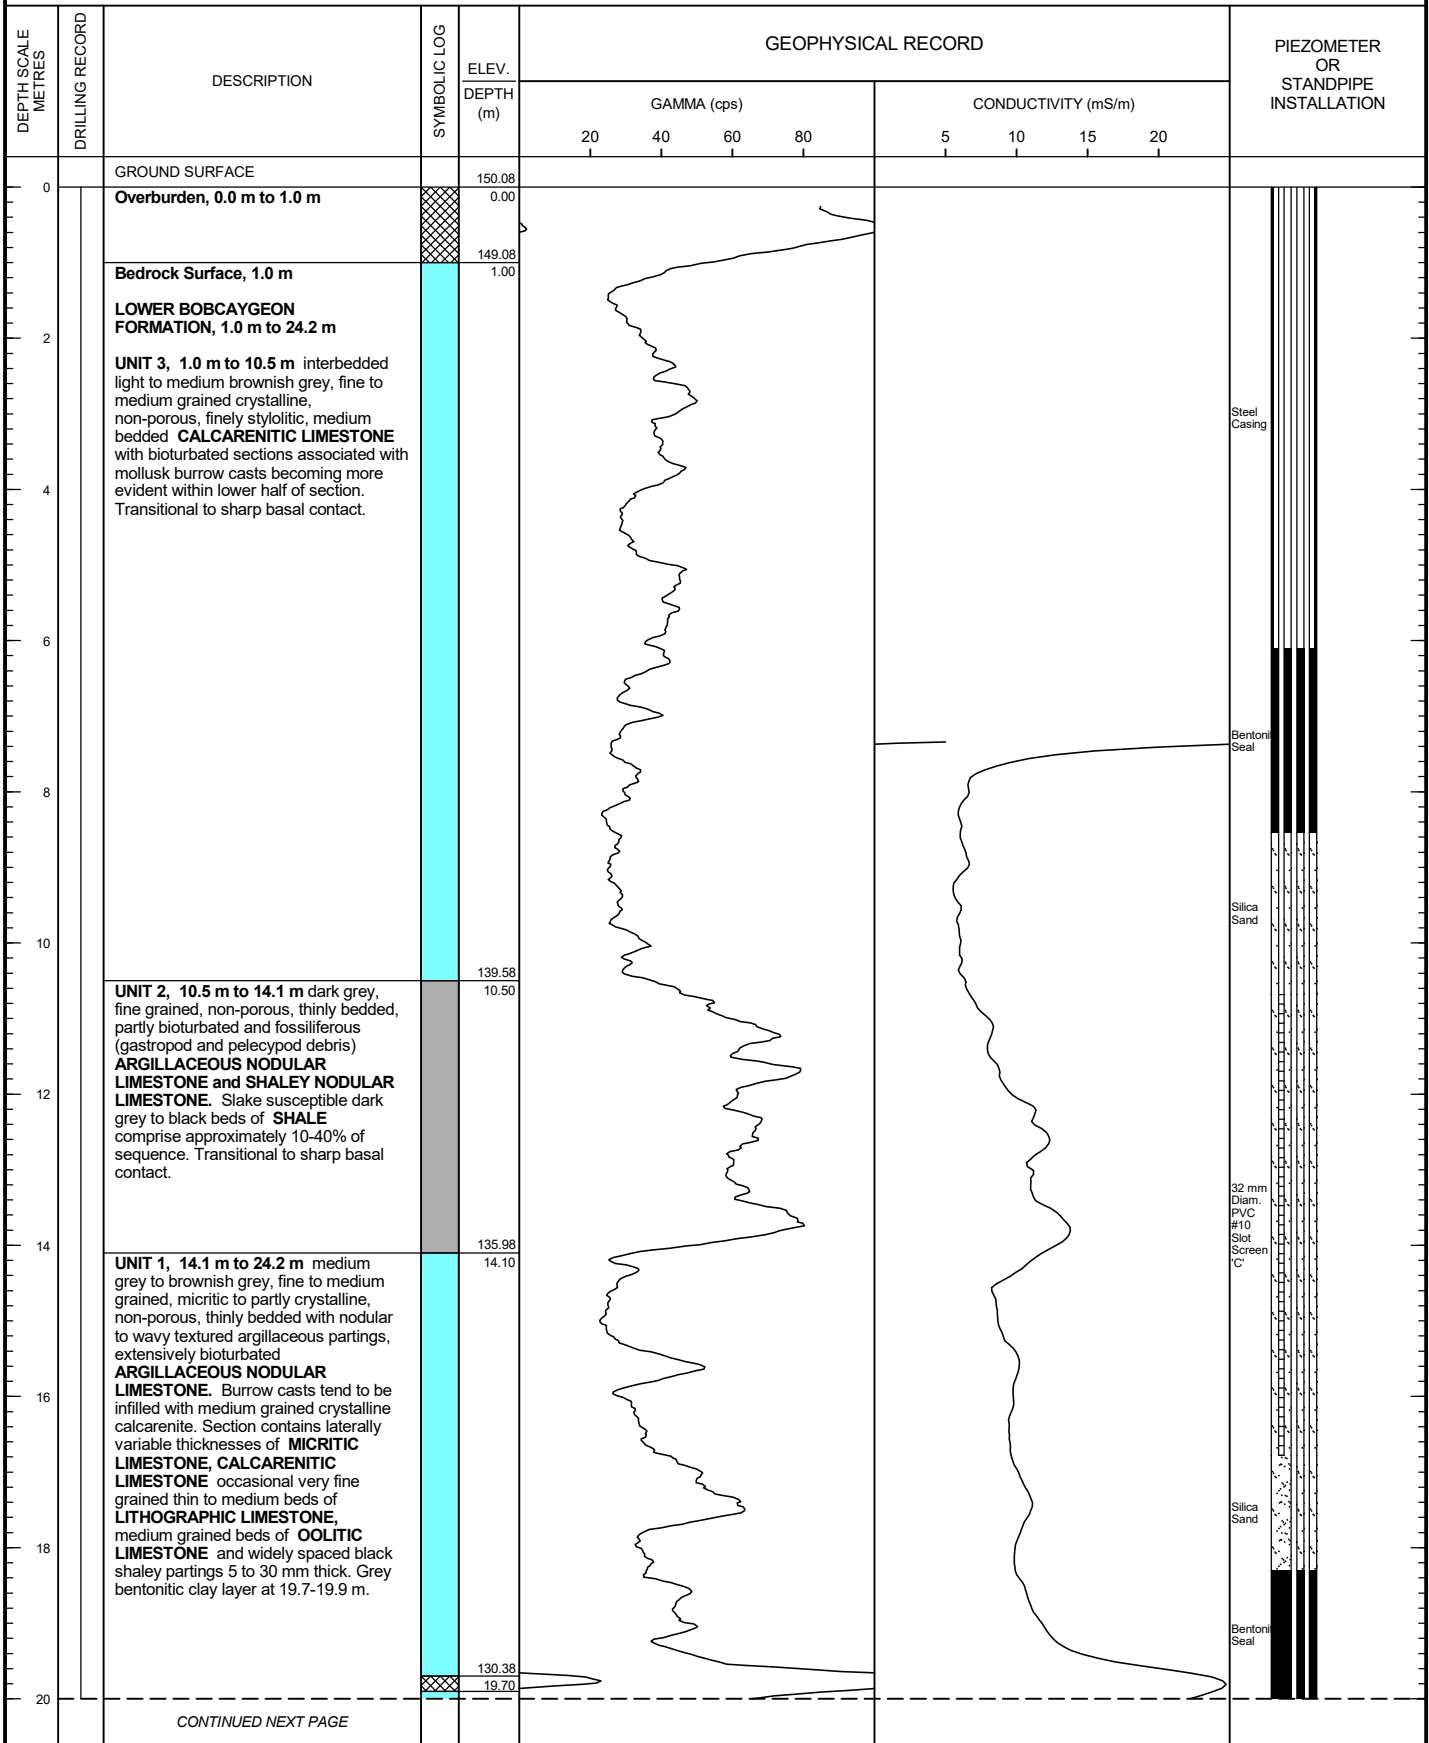 DEPTH SCALE
METRES
DRILLING RECORD
DESCRIPTION
SYMBOLIC LOG
ELEV.
DEPTH
(m)
GEOPHYSICAL RECORD
GAMMA (cps)
20 40 60 80
CONDUCTIVITY (mS/m)
5 10 15 20
PIEZOMETER
OR
STANDPIPE
INSTALLATION
GROUND SURFACE
150.08
0
Overburden, 0.0 m to 1.0 m
0.00
149.08
Bedrock Surface, 1.0 m
1.00
LOWER BOBCAYGEON
FORMATION, 1.0 m to 24.2 m
2
UNIT 3, 1.0 m to 10.5 m interbedded
light to medium brownish grey, fine to
medium grained crystalline,
non-porous, finely stylolitic, medium
bedded CALCARENITIC LIMESTONE
with bioturbated sections associated with
mollusk burrow casts becoming more
evident within lower half of section.
Transitional to sharp basal contact.
Steel
Casing
4
6
Bentoni
Seal
8
Silica
Sand
10
139.58
10.50
UNIT 2, 10.5 m to 14.1 m dark grey,
fine grained, non-porous, thinly bedded,
partly bioturbated and fossiliferous
(gastropod and pelecypod debris)
ARGILLACEOUS NODULAR
LIMESTONE and SHALEY NODULAR
LIMESTONE. Slake susceptible dark
grey to black beds of SHALE
comprise approximately 10-40% of
sequence. Transitional to sharp basal
contact.
12
32 mm
Diam.
PVC
#10
Slot
Screen
'C'
14
135.98
14.10
UNIT 1, 14.1 m to 24.2 m medium
grey to brownish grey, fine to medium
grained, micritic to partly crystalline,
non-porous, thinly bedded with nodular
to wavy textured argillaceous partings,
extensively bioturbated
ARGILLACEOUS NODULAR
LIMESTONE. Burrow casts tend to be
infilled with medium grained crystalline
calcarenite. Section contains laterally
variable thicknesses of MICRITIC
LIMESTONE, CALCARENITIC
LIMESTONE occasional very fine
grained thin to medium beds of
LITHOGRAPHIC LIMESTONE,
medium grained beds of OOLITIC
LIMESTONE and widely spaced black
shaley partings 5 to 30 mm thick. Grey
bentonitic clay layer at 19.7-19.9 m.
16
Silica
Sand
18
Bentoni
Seal
130.38
19.70
20
CONTINUED NEXT PAGE